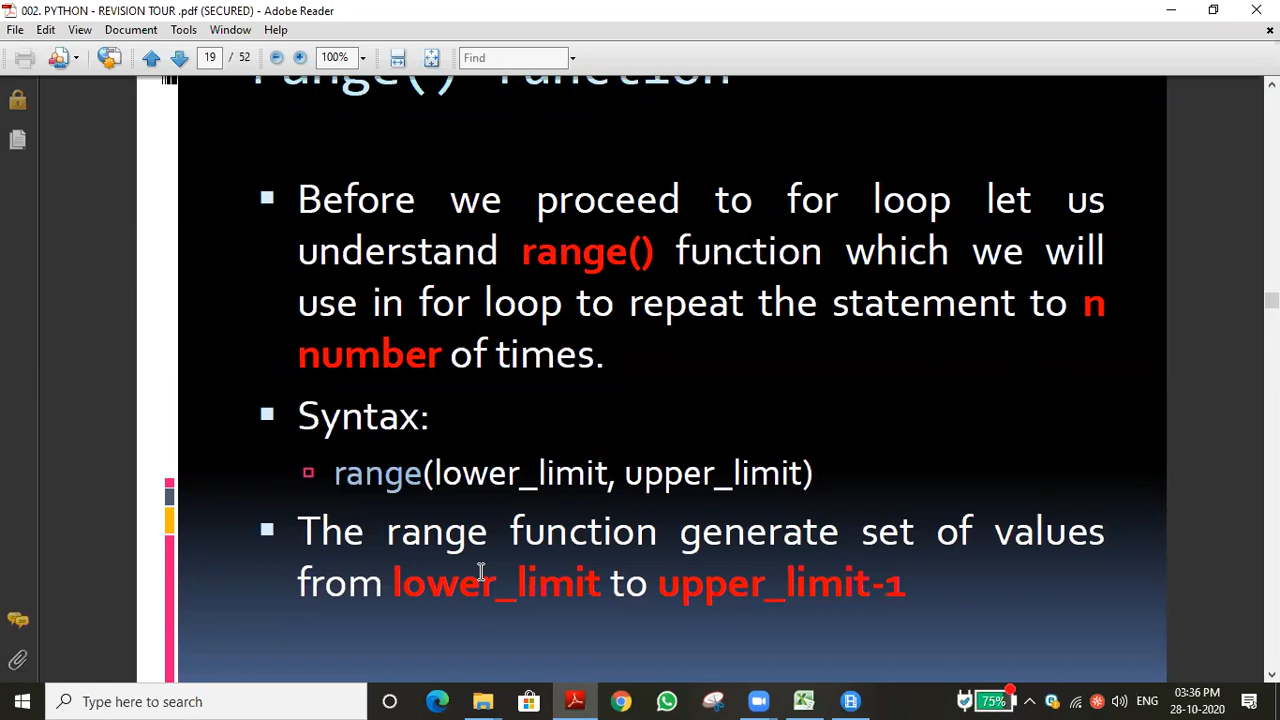 002. PYTHON - REVISION TOUR .pdf (SECURED) - Adobe Reader
File Edit View Document Tools Window Help
19 / 52 100% Find
range() function
Before we proceed to for loop let us
understand range() function which we will
use in for loop to repeat the statement to n
number of times.
Syntax:
range(lower_limit, upper_limit)
The range function generate set of values
from lower_limit to upper_limit-1
Type here to search
75%
ENG
03:36 PM
28-10-2020